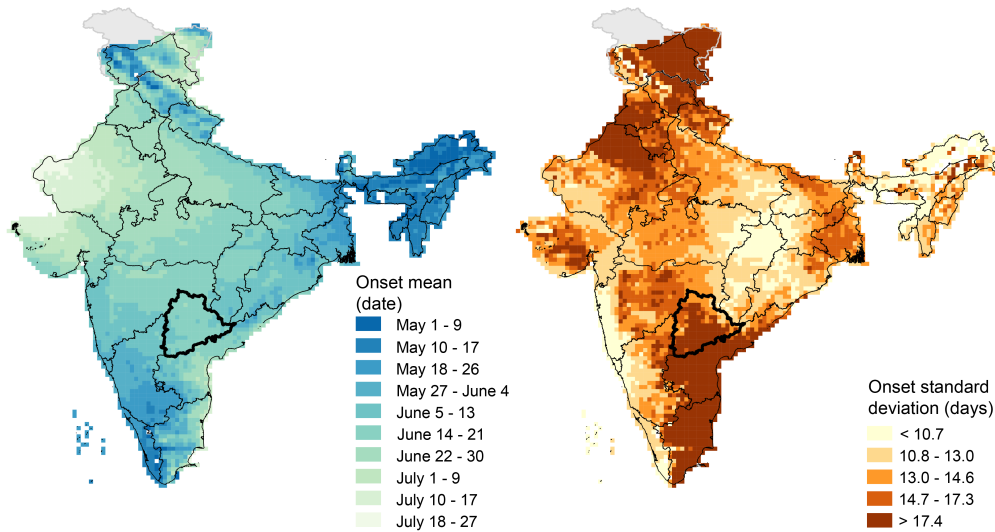 Onset mean
(date)
May 1 - 9
May 10 - 17
May 18 - 26
May 27 - June 4
June 5 - 13
June 14 - 21
June 22 - 30
July 1 - 9
July 10 - 17
July 18 - 27
Onset standard
deviation (days)
< 10.7
10.8 - 13.0
13.0 - 14.6
14.7 - 17.3
> 17.4